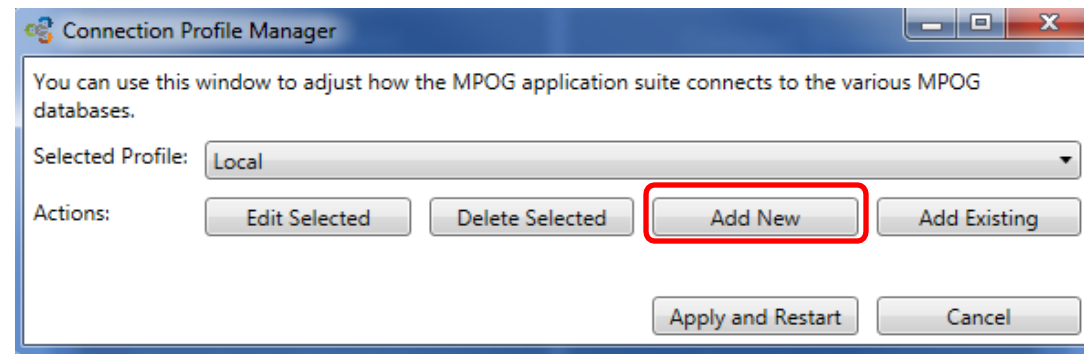 Connection Profile Manager
You can use this window to adjust how the MPOG application suite connects to the various MPOG
databases.
Selected Profile: Local
Actions: Edit Selected Delete Selected Add New Add Existing
Apply and Restart Cancel